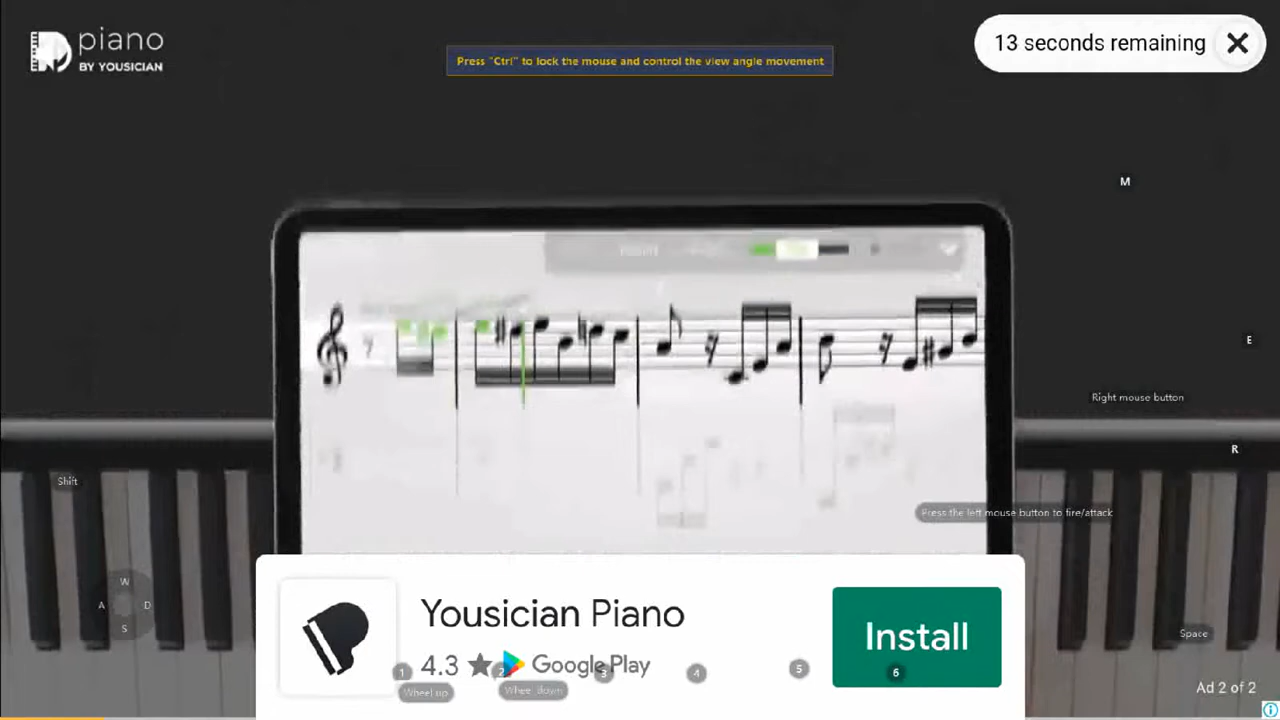 piano
BY YOUSICIAN
Press "Ctrl" to lock the mouse and control the view angle movement
13 seconds remaining
M
E
Right mouse button
R
Shift
Press the left mouse button to fire/attack
W
A
D
S
Yousician Piano
Install
4.3
Google Play
1
2
3
4
5
6
Wheel up
Wheel down
Space
Ad 2 of 2